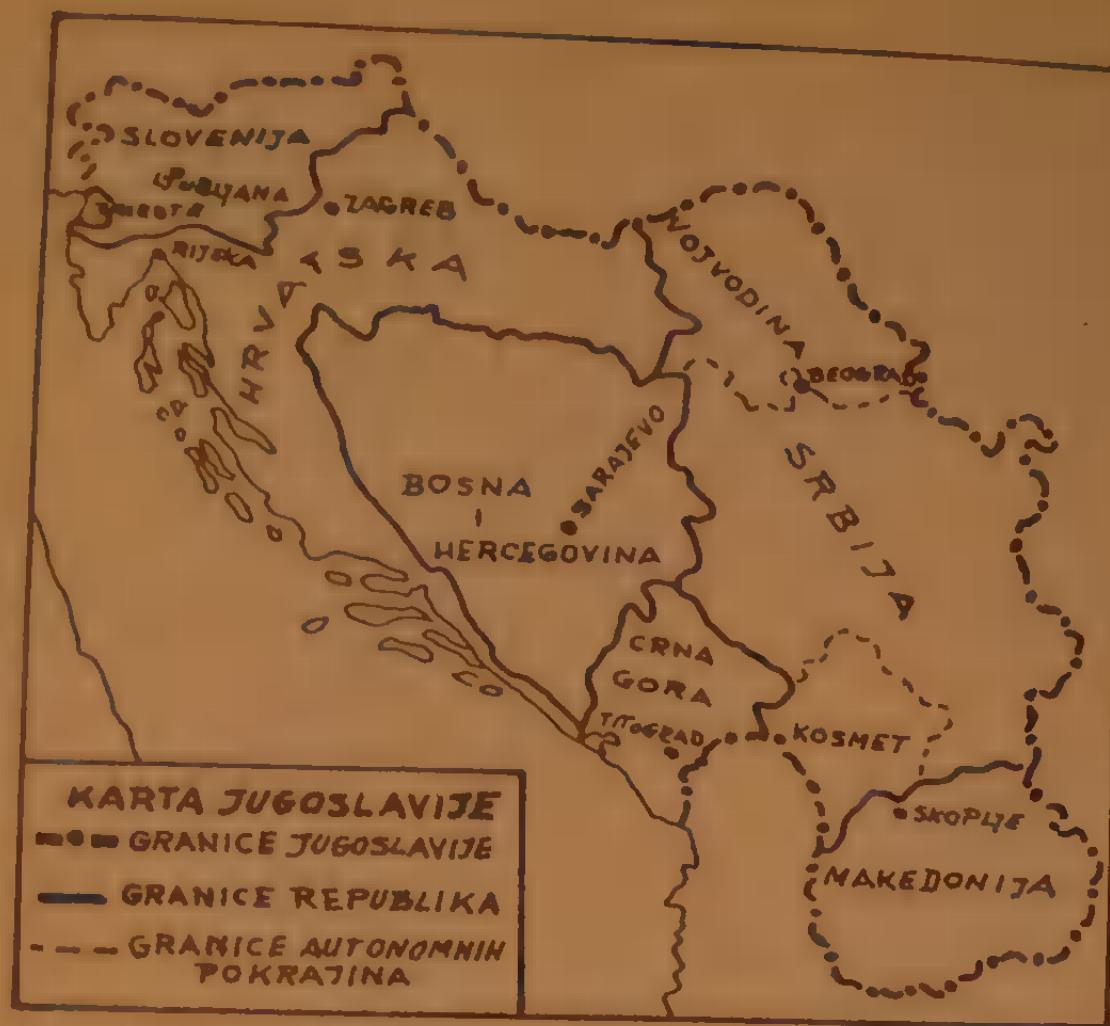 SLOVENIJA
LJUBLJANA
ZAGREB
RIJEKA
HRVATSKA
VOJVODINA
BEOGRAD
SARAJEVO
BOSNA
I
HERCEGOVINA
SRBIJA
CRNA
GORA
TITOGRAD
KOSMET
SKOPLJE
MAKEDONIJA
KARTA JUGOSLAVIJE
GRANICE JUGOSLAVIJE
GRANICE REPUBLIKA
GRANICE AUTONOMNIH
POKRAJINA